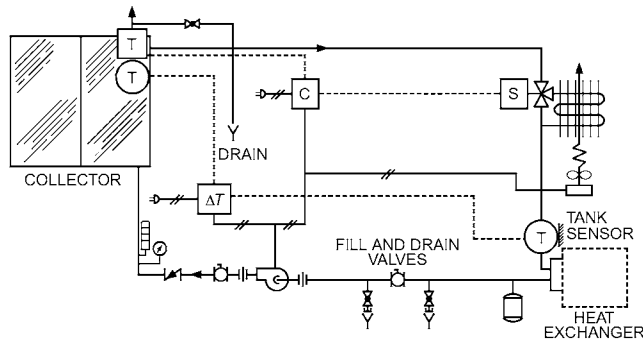 T
T
C
S
DRAIN
COLLECTOR
ΔT
T
TANK
SENSOR
FILL AND DRAIN
VALVES
HEAT
EXCHANGER